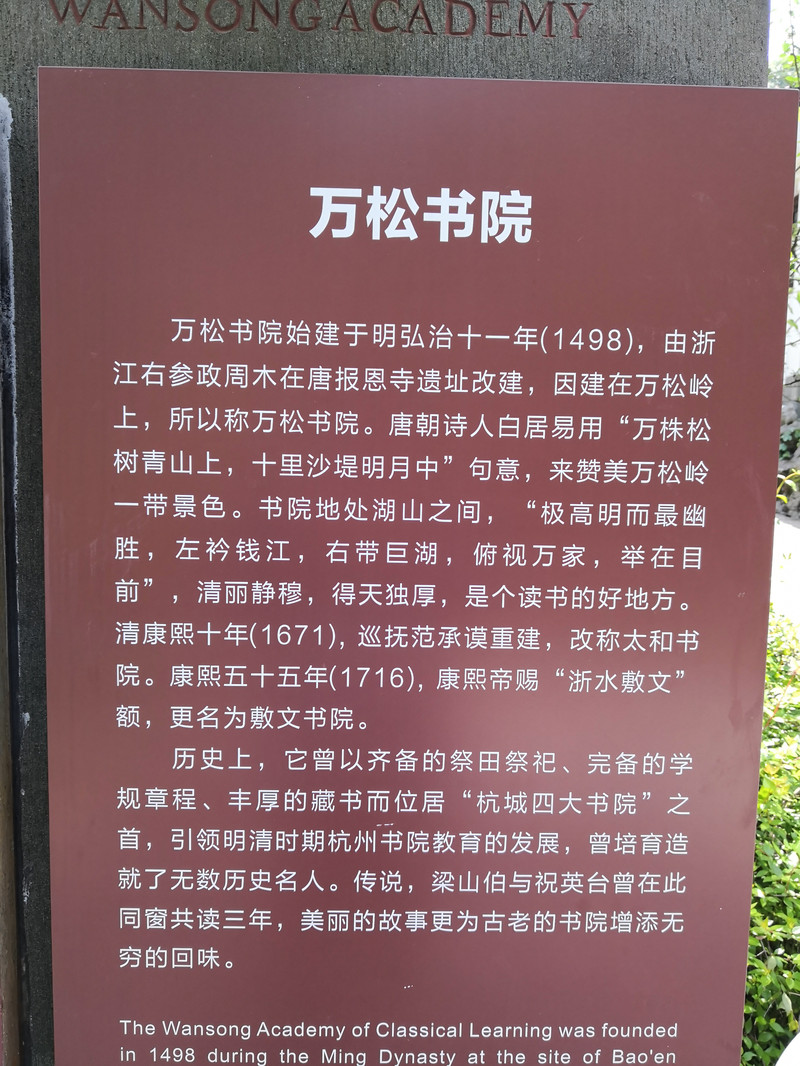 WANSONG ACADEMY
万松书院
万松书院始建于明弘治十一年(1498)，由浙
江右参政周木在唐报恩寺遗址改建，因建在万松岭
上，所以称万松书院。唐朝诗人白居易用“万株松
树青山上，十里沙堤明月中”句意，来赞美万松岭
一带景色。书院地处湖山之间，“极高明而最幽
胜，左衿钱江，右带巨湖，俯视万家，举在目
前”，清丽静穆，得天独厚，是个读书的好地方。
清康熙十年(1671), 巡抚范承谟重建，改称太和书
院。康熙五十五年(1716), 康熙帝赐“浙水敷文”
额，更名为敷文书院。
历史上，它曾以齐备的祭田祭祀、完备的学
规章程、丰厚的藏书而位居“杭城四大书院”之
首，引领明清时期杭州书院教育的发展，曾培育造
就了无数历史名人。传说，梁山伯与祝英台曾在此
同窗共读三年，美丽的故事更为古老的书院增添无
穷的回味。
The Wansong Academy of Classical Learning was founded
in 1498 during the Ming Dynasty at the site of Bao'en